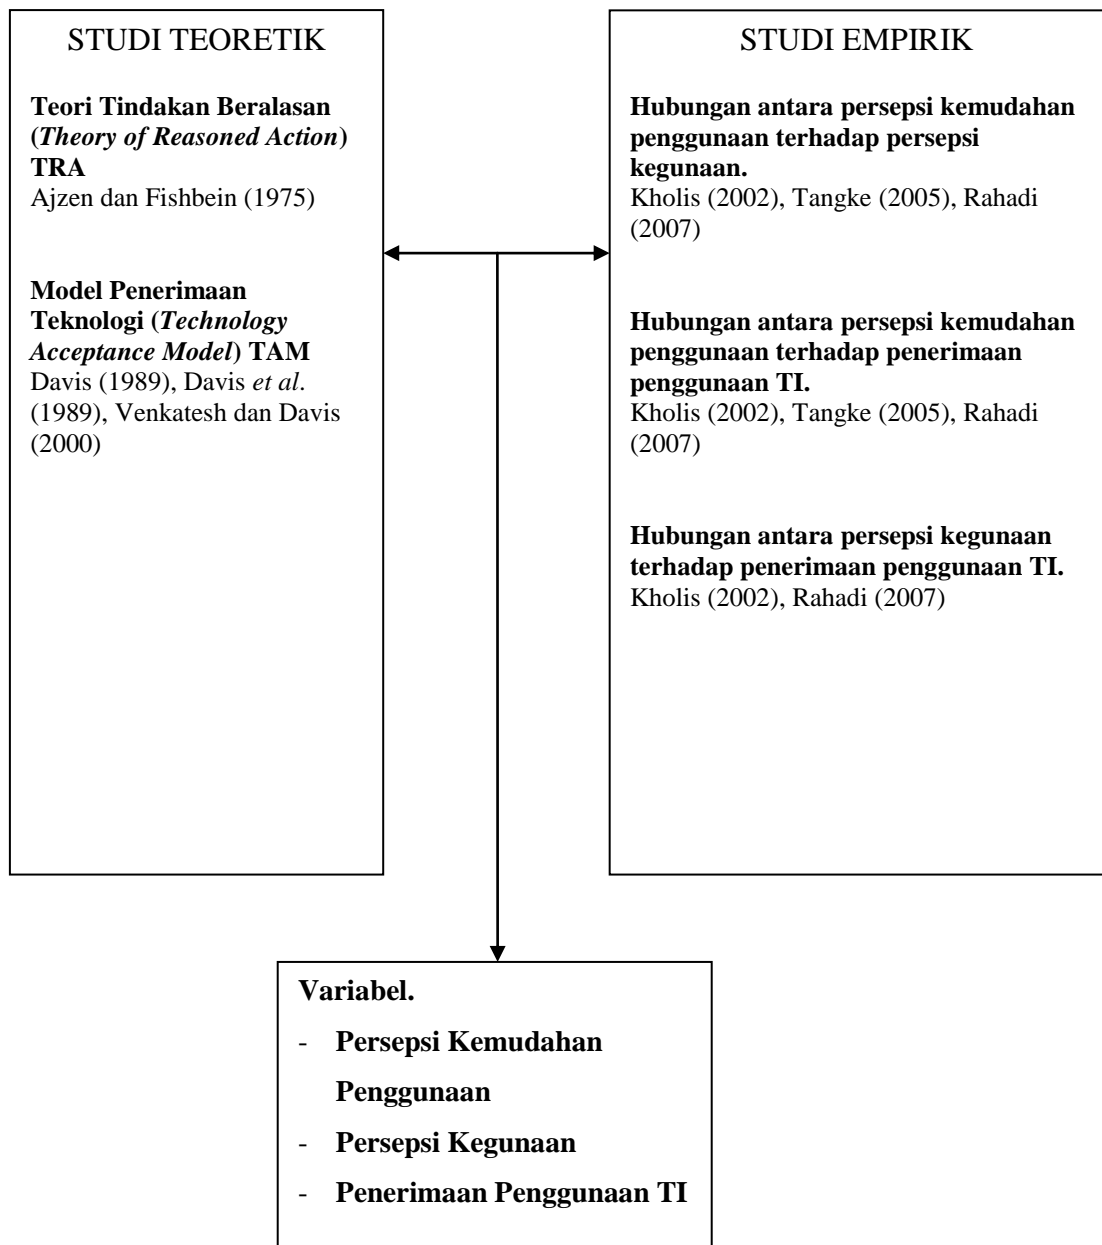 STUDI TEORETIK
Teori Tindakan Beralasan
(Theory of Reasoned Action)
TRA
Ajzen dan Fishbein (1975)
Model Penerimaan
Teknologi (Technology
Acceptance Model) TAM
Davis (1989), Davis et al.
(1989), Venkatesh dan Davis
(2000)
STUDI EMPIRIK
Hubungan antara persepsi kemudahan
penggunaan terhadap persepsi
kegunaan.
Kholis (2002), Tangke (2005), Rahadi
(2007)
Hubungan antara persepsi kemudahan
penggunaan terhadap penerimaan
penggunaan TI.
Kholis (2002), Tangke (2005), Rahadi
(2007)
Hubungan antara persepsi kegunaan
terhadap penerimaan penggunaan TI.
Kholis (2002), Rahadi (2007)
Variabel.
- Persepsi Kemudahan
Penggunaan
- Persepsi Kegunaan
- Penerimaan Penggunaan TI